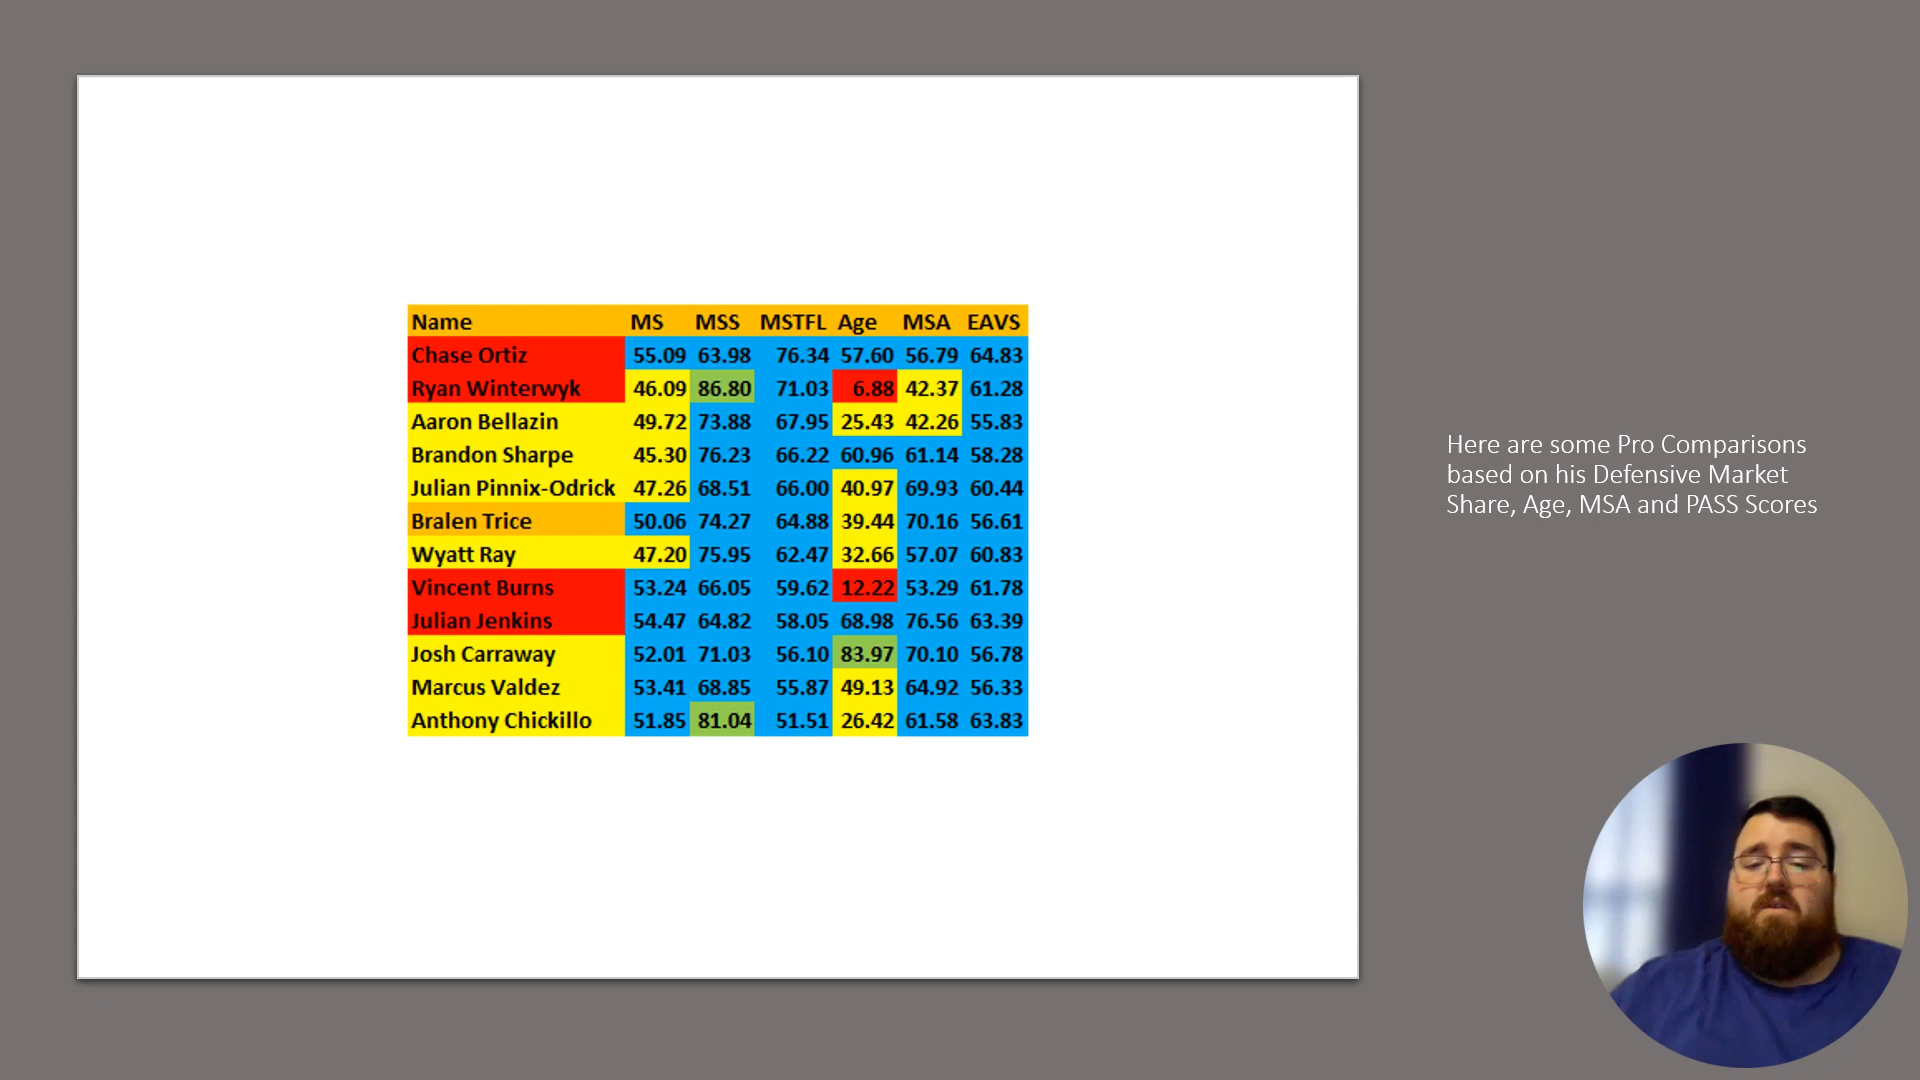 Name MS MSS MSTFL Age MSA EAVS
Chase Ortiz 55.09 63.98 76.34 57.60 56.79 64.83
Ryan Winterwyk 46.09 86.80 71.03 6.88 42.37 61.28
Aaron Bellazin 49.72 73.88 67.95 25.43 42.26 55.83
Brandon Sharpe 45.30 76.23 66.22 60.96 61.14 58.28
Julian Pinnix-Odrick 47.26 68.51 66.00 40.97 69.93 60.44
Bralen Trice 50.06 74.27 64.88 39.44 70.16 56.61
Wyatt Ray 47.20 75.95 62.47 32.66 57.07 60.83
Vincent Burns 53.24 66.05 59.62 12.22 53.29 61.78
Julian Jenkins 54.47 64.82 58.05 68.98 76.56 63.39
Josh Carraway 52.01 71.03 56.10 83.97 70.10 56.78
Marcus Valdez 53.41 68.85 55.87 49.13 64.92 56.33
Anthony Chickillo 51.85 81.04 51.51 26.42 61.58 63.83
Here are some Pro Comparisons
based on his Defensive Market
Share, Age, MSA and PASS Scores